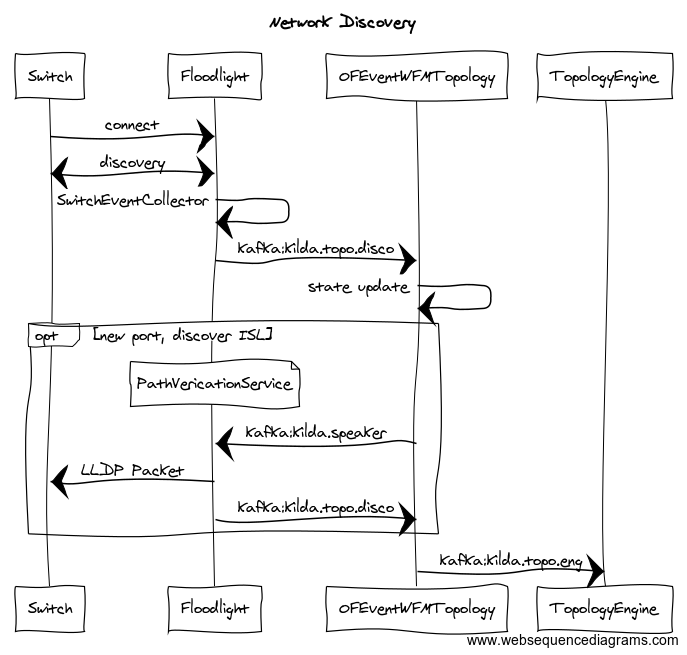 Network Discovery
Switch
Floodlight
OFEventWFMTopology
TopologyEngine
connect
discovery
SwitchEventCollector
kafka:kilda.topo.disco
state update
opt
[new port, discover ISL]
PathVericationService
kafka:kilda.speaker
LLDP Packet
kafka:kilda.topo.disco
kafka:kilda.topo.eng
Switch
Floodlight
OFEventWFMTopology
TopologyEngine
www.websequencediagrams.com